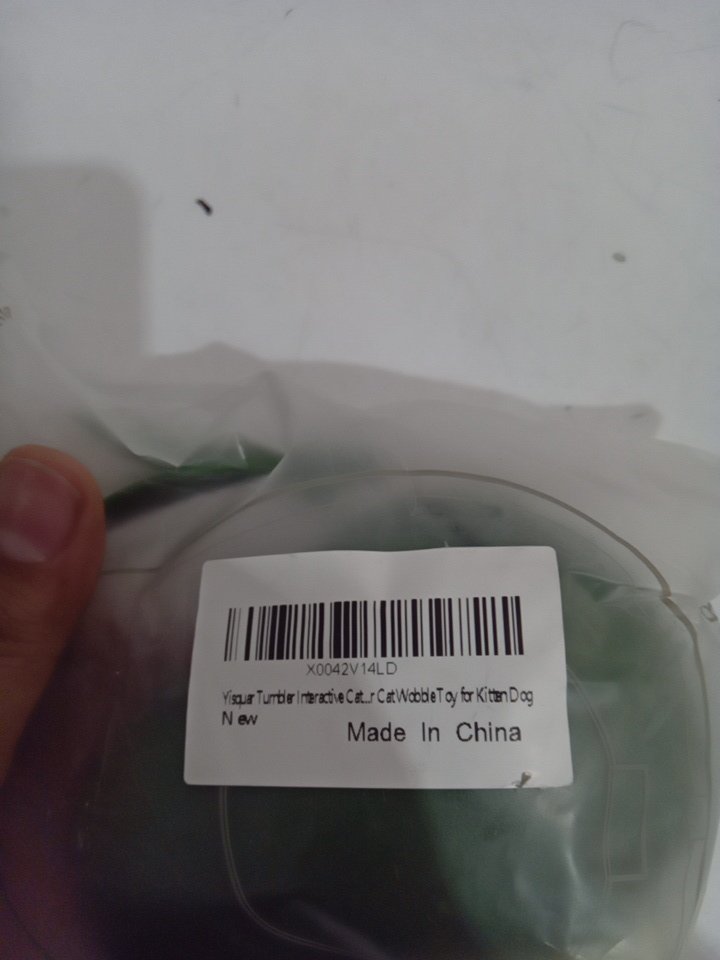 X0042V14LD
Yisquar Tumbler Interactive Cat...r Cat Wobble Toy for Kitten Dog
New
Made In China